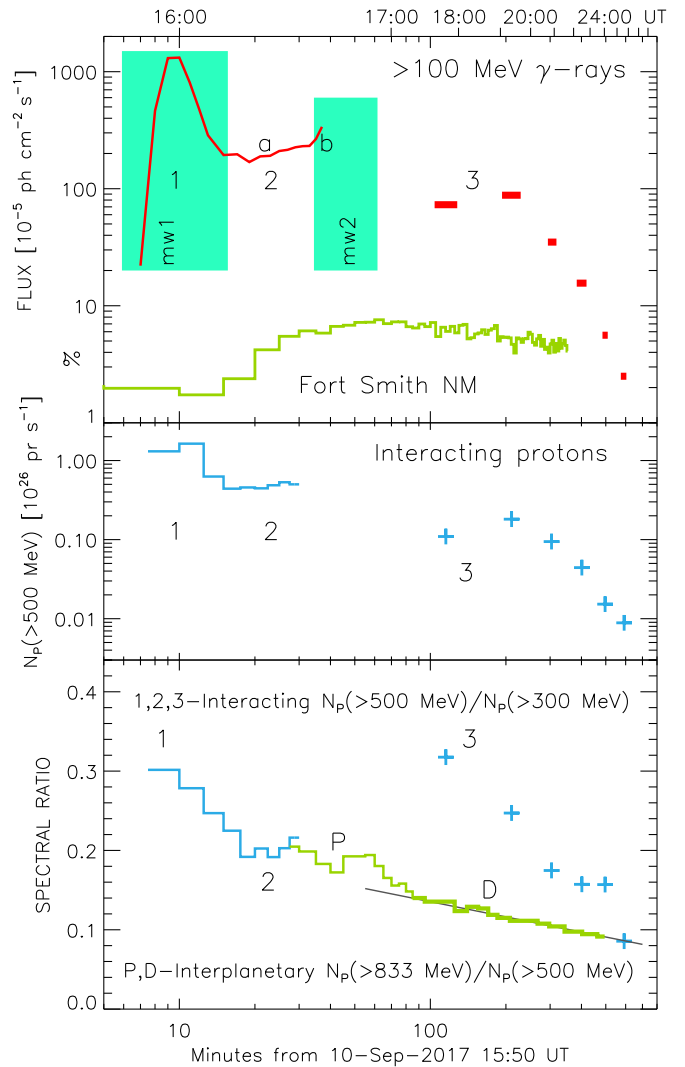 16:00 17:00 18:00 20:00 24:00 UT
>100 MeV γ-rays
FLUX [10⁻⁵ ph cm⁻² s⁻¹]
%
1000
100
10
1
a
b
1
2
3
mw1
mw2
Fort Smith NM
Interacting protons
N_P(>500 MeV) [10²⁶ pr s⁻¹]
1.00
0.10
0.01
1
2
3
1,2,3-Interacting N_P(>500 MeV)/N_P(>300 MeV)
SPECTRAL RATIO
0.4
0.3
0.2
0.1
0.0
1
3
P
2
D
P,D-Interplanetary N_P(>833 MeV)/N_P(>500 MeV)
10 100
Minutes from 10-Sep-2017 15:50 UT